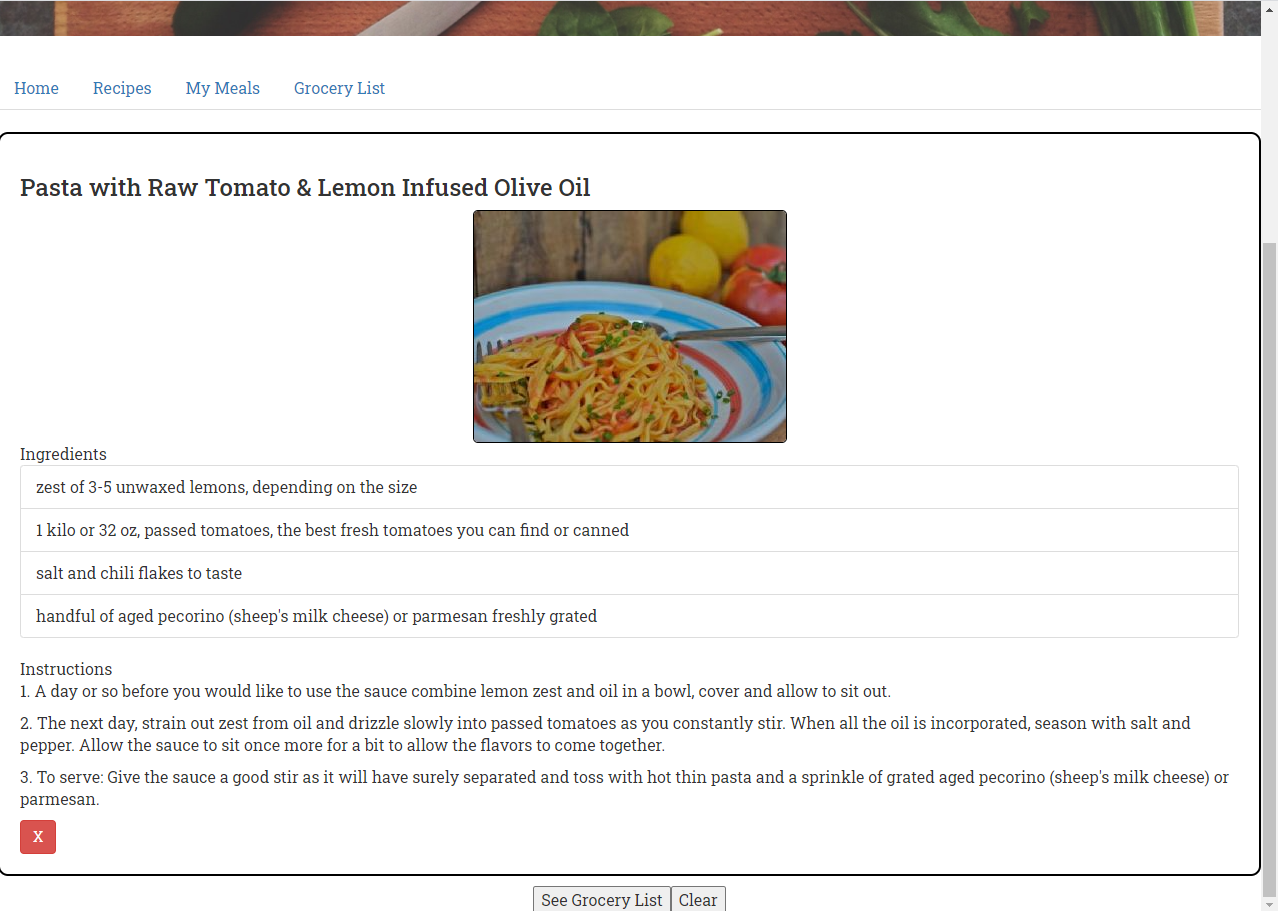 Home Recipes My Meals Grocery List
Pasta with Raw Tomato & Lemon Infused Olive Oil
Ingredients
zest of 3-5 unwaxed lemons, depending on the size
1 kilo or 32 oz, passed tomatoes, the best fresh tomatoes you can find or canned
salt and chili flakes to taste
handful of aged pecorino (sheep's milk cheese) or parmesan freshly grated
Instructions
1. A day or so before you would like to use the sauce combine lemon zest and oil in a bowl, cover and allow to sit out.
2. The next day, strain out zest from oil and drizzle slowly into passed tomatoes as you constantly stir. When all the oil is incorporated, season with salt and
pepper. Allow the sauce to sit once more for a bit to allow the flavors to come together.
3. To serve: Give the sauce a good stir as it will have surely separated and toss with hot thin pasta and a sprinkle of grated aged pecorino (sheep's milk cheese) or
parmesan.
X
See Grocery List Clear